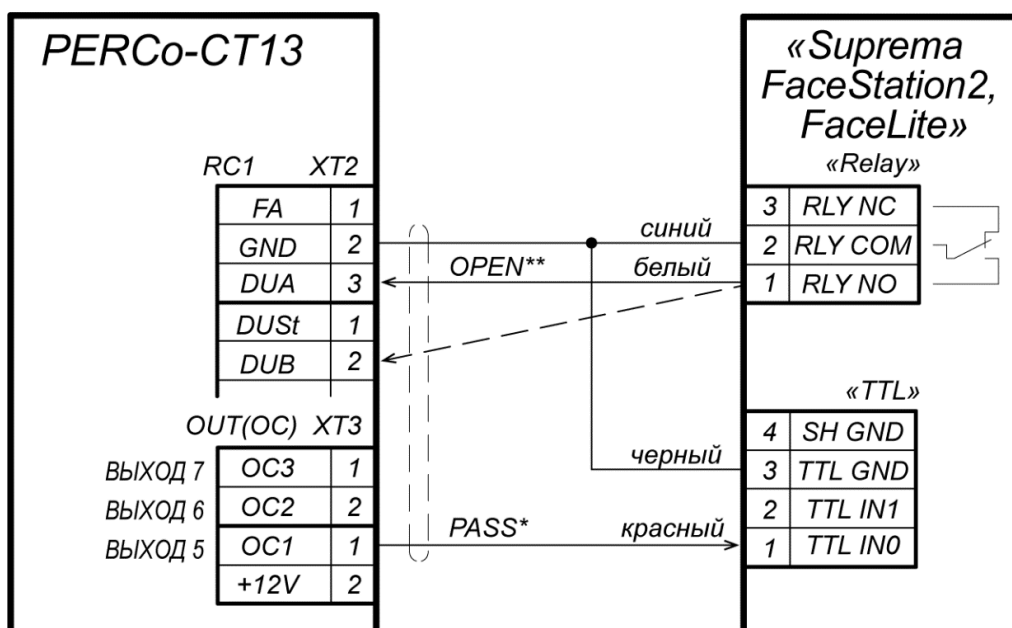 PERCo-CT13
«Suprema
FaceStation2,
FaceLite»
«Relay»
RC1 XT2
FA 1
GND 2
DUA 3
DUSt 1
DUB 2
OUT(OC) XT3
ВЫХОД 7 OC3 1
ВЫХОД 6 OC2 2
ВЫХОД 5 OC1 1
+12V 2
синий
OPEN** белый
черный
PASS* красный
3 RLY NC
2 RLY COM
1 RLY NO
«TTL»
4 SH GND
3 TTL GND
2 TTL IN1
1 TTL IN0